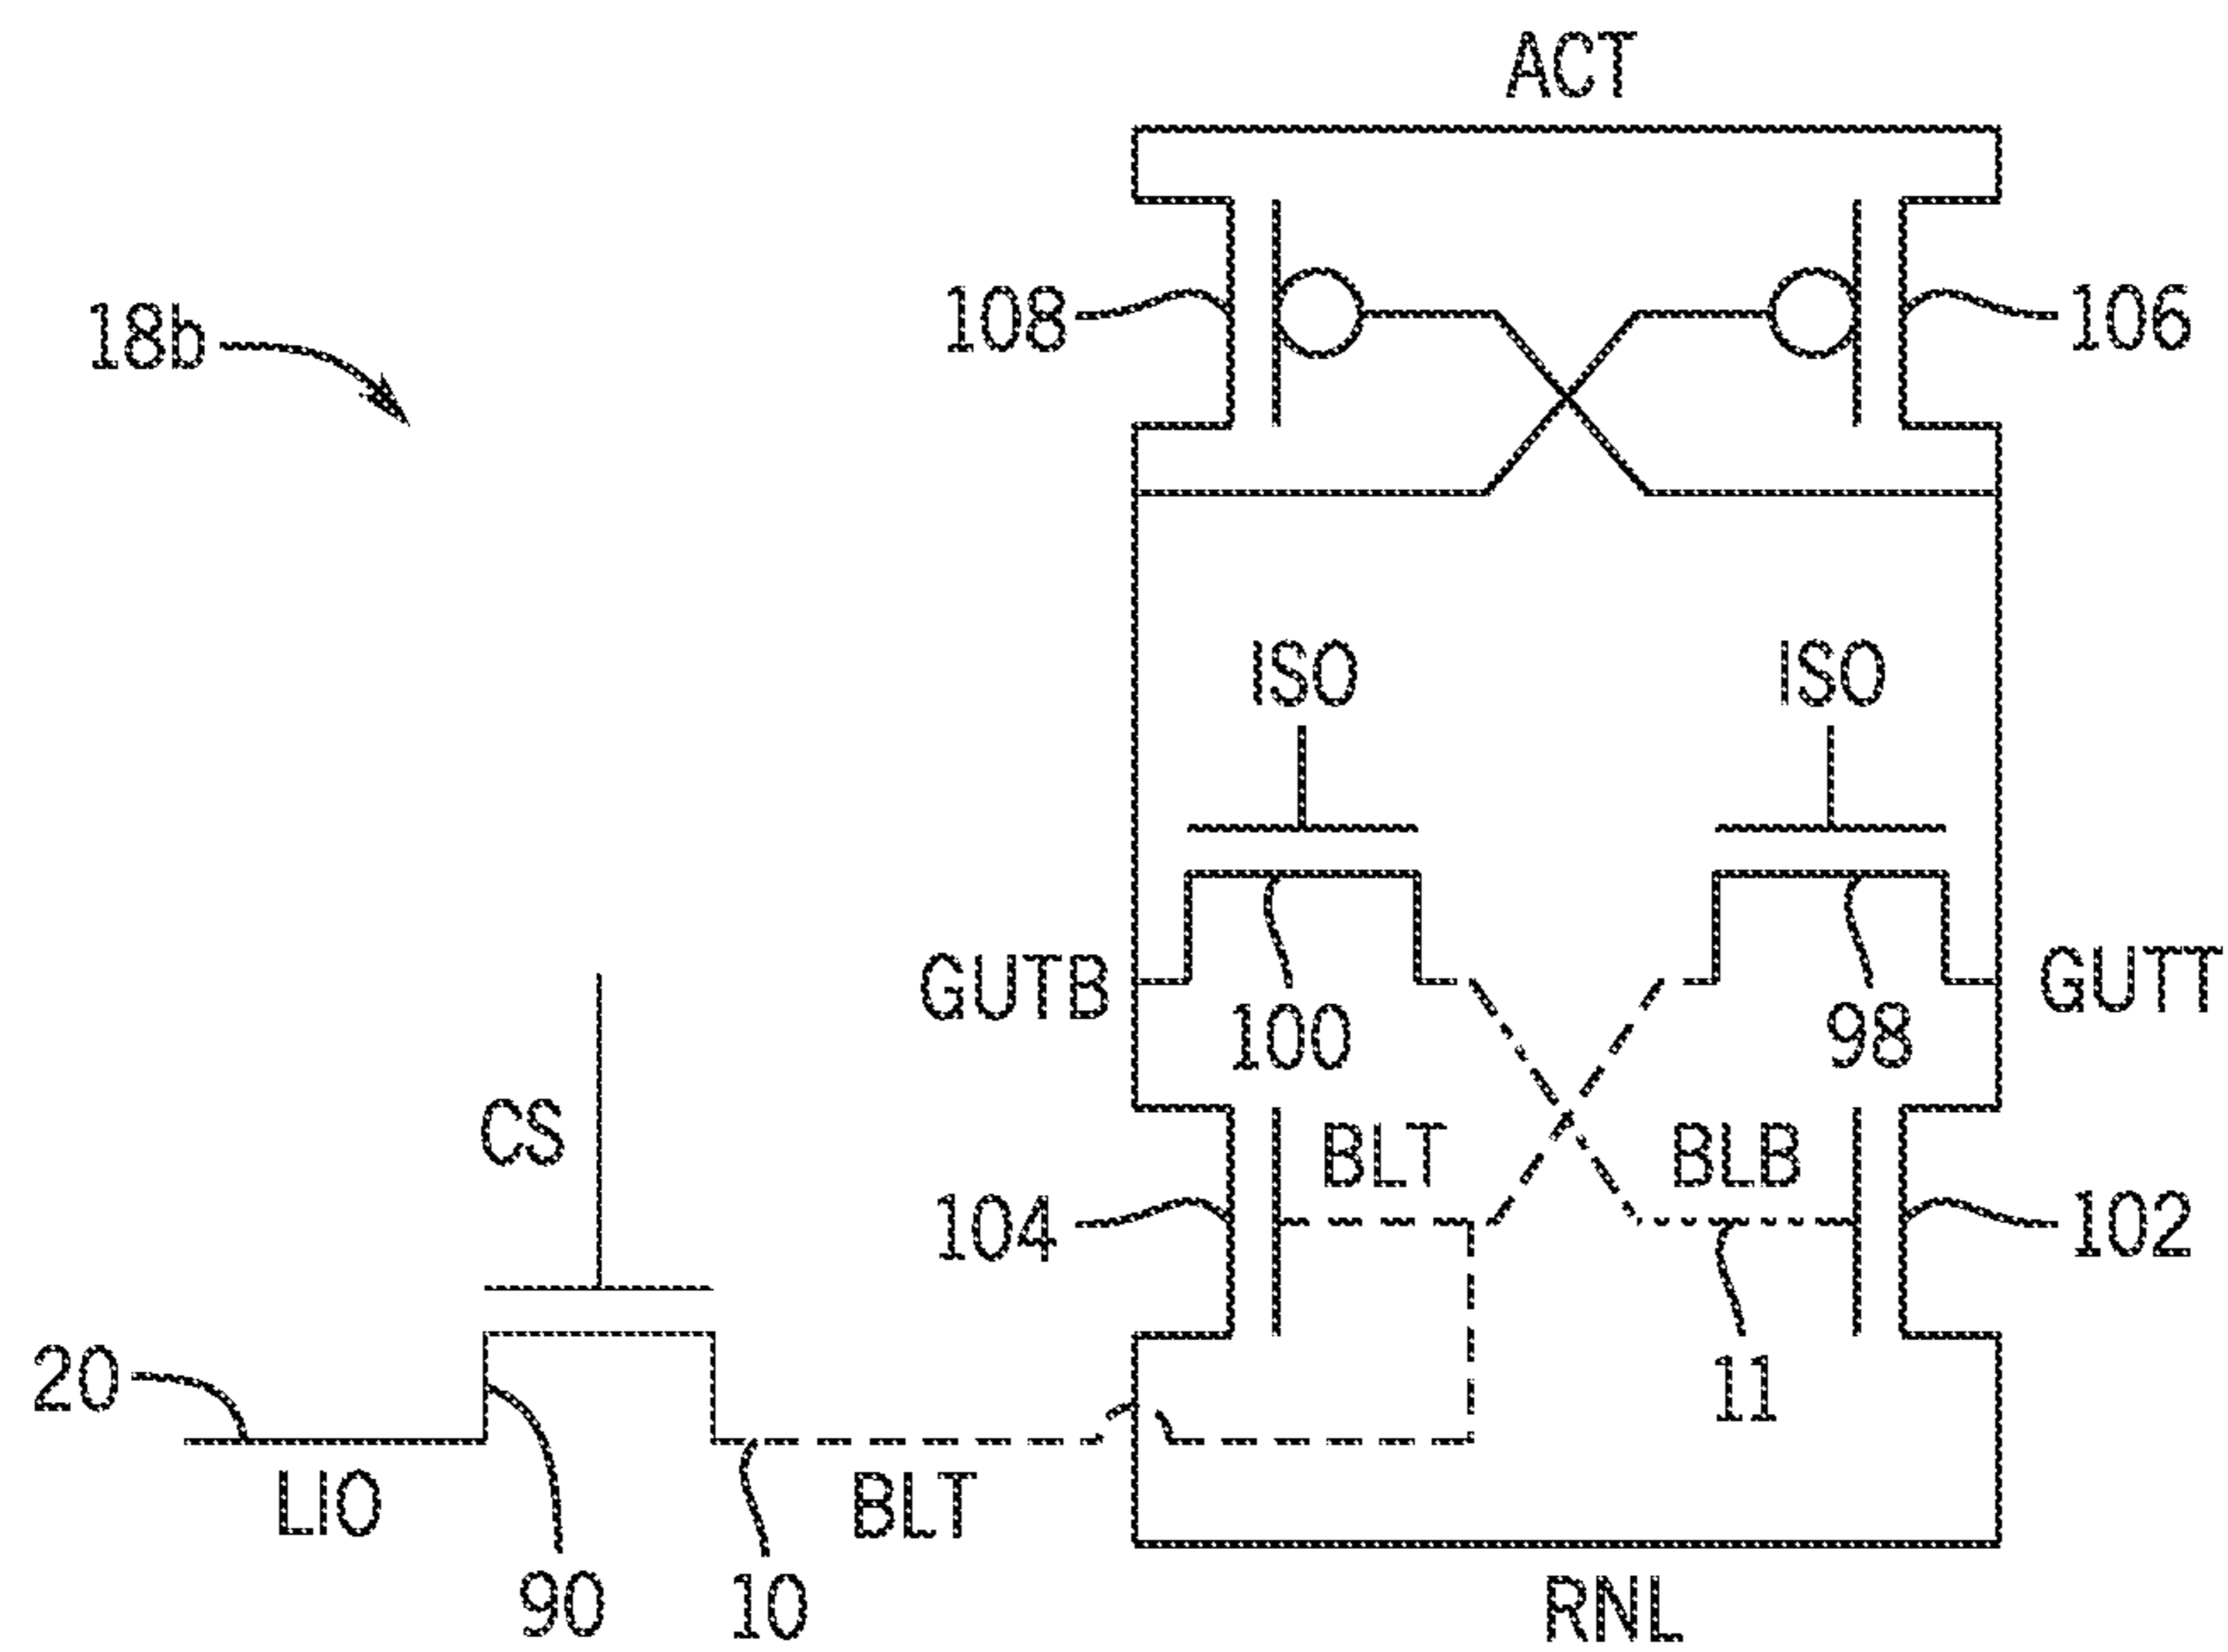 ACT
18b
108
106
ISO
ISO
GUTB
100
98
GUTT
CS
BLT
BLB
104
102
20
11
LIO
BLT
90
10
RNL